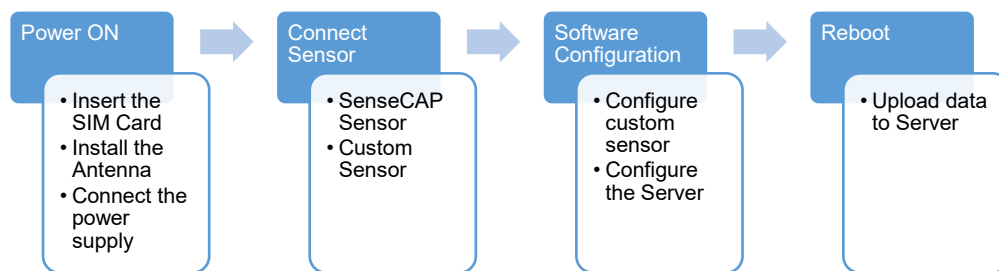 Power ON
• Insert the
SIM Card
• Install the
Antenna
• Connect the
power
supply
Connect
Sensor
• SenseCAP
Sensor
• Custom
Sensor
Software
Configuration
• Configure
custom
sensor
• Configure
the Server
Reboot
• Upload data
to Server